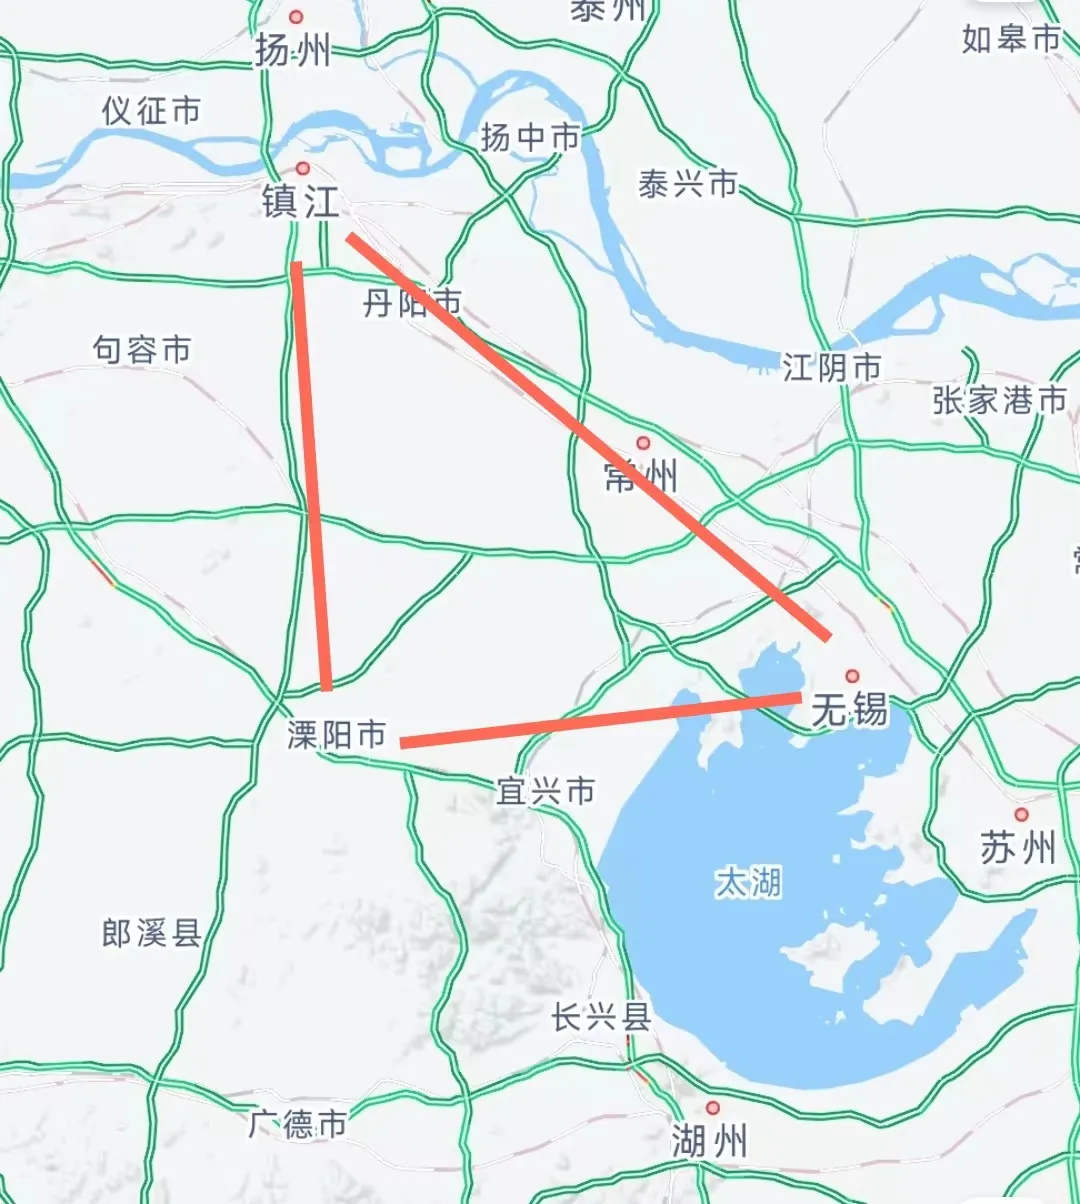 泰州
如皋市
扬州
仪征市
扬中市
泰兴市
镇江
丹阳市
句容市
江阴市
张家港市
常州
无锡
溧阳市
宜兴市
苏州
太湖
郎溪县
长兴县
广德市
湖州